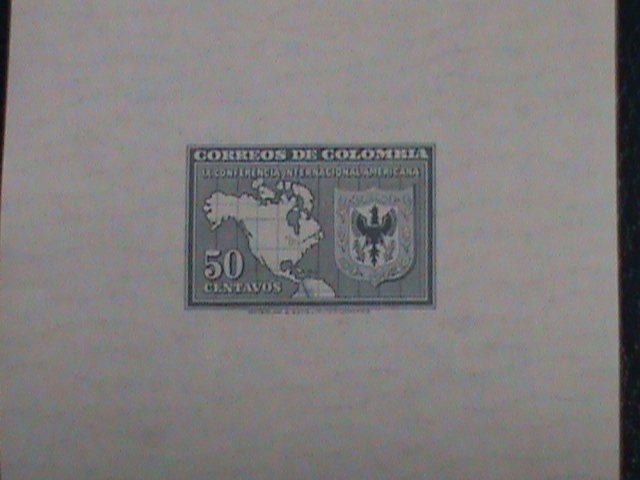 CORREOS DE COLOMBIA
IX CONFERENCIA INTERNACIONAL AMERICANA
50
CENTAVOS